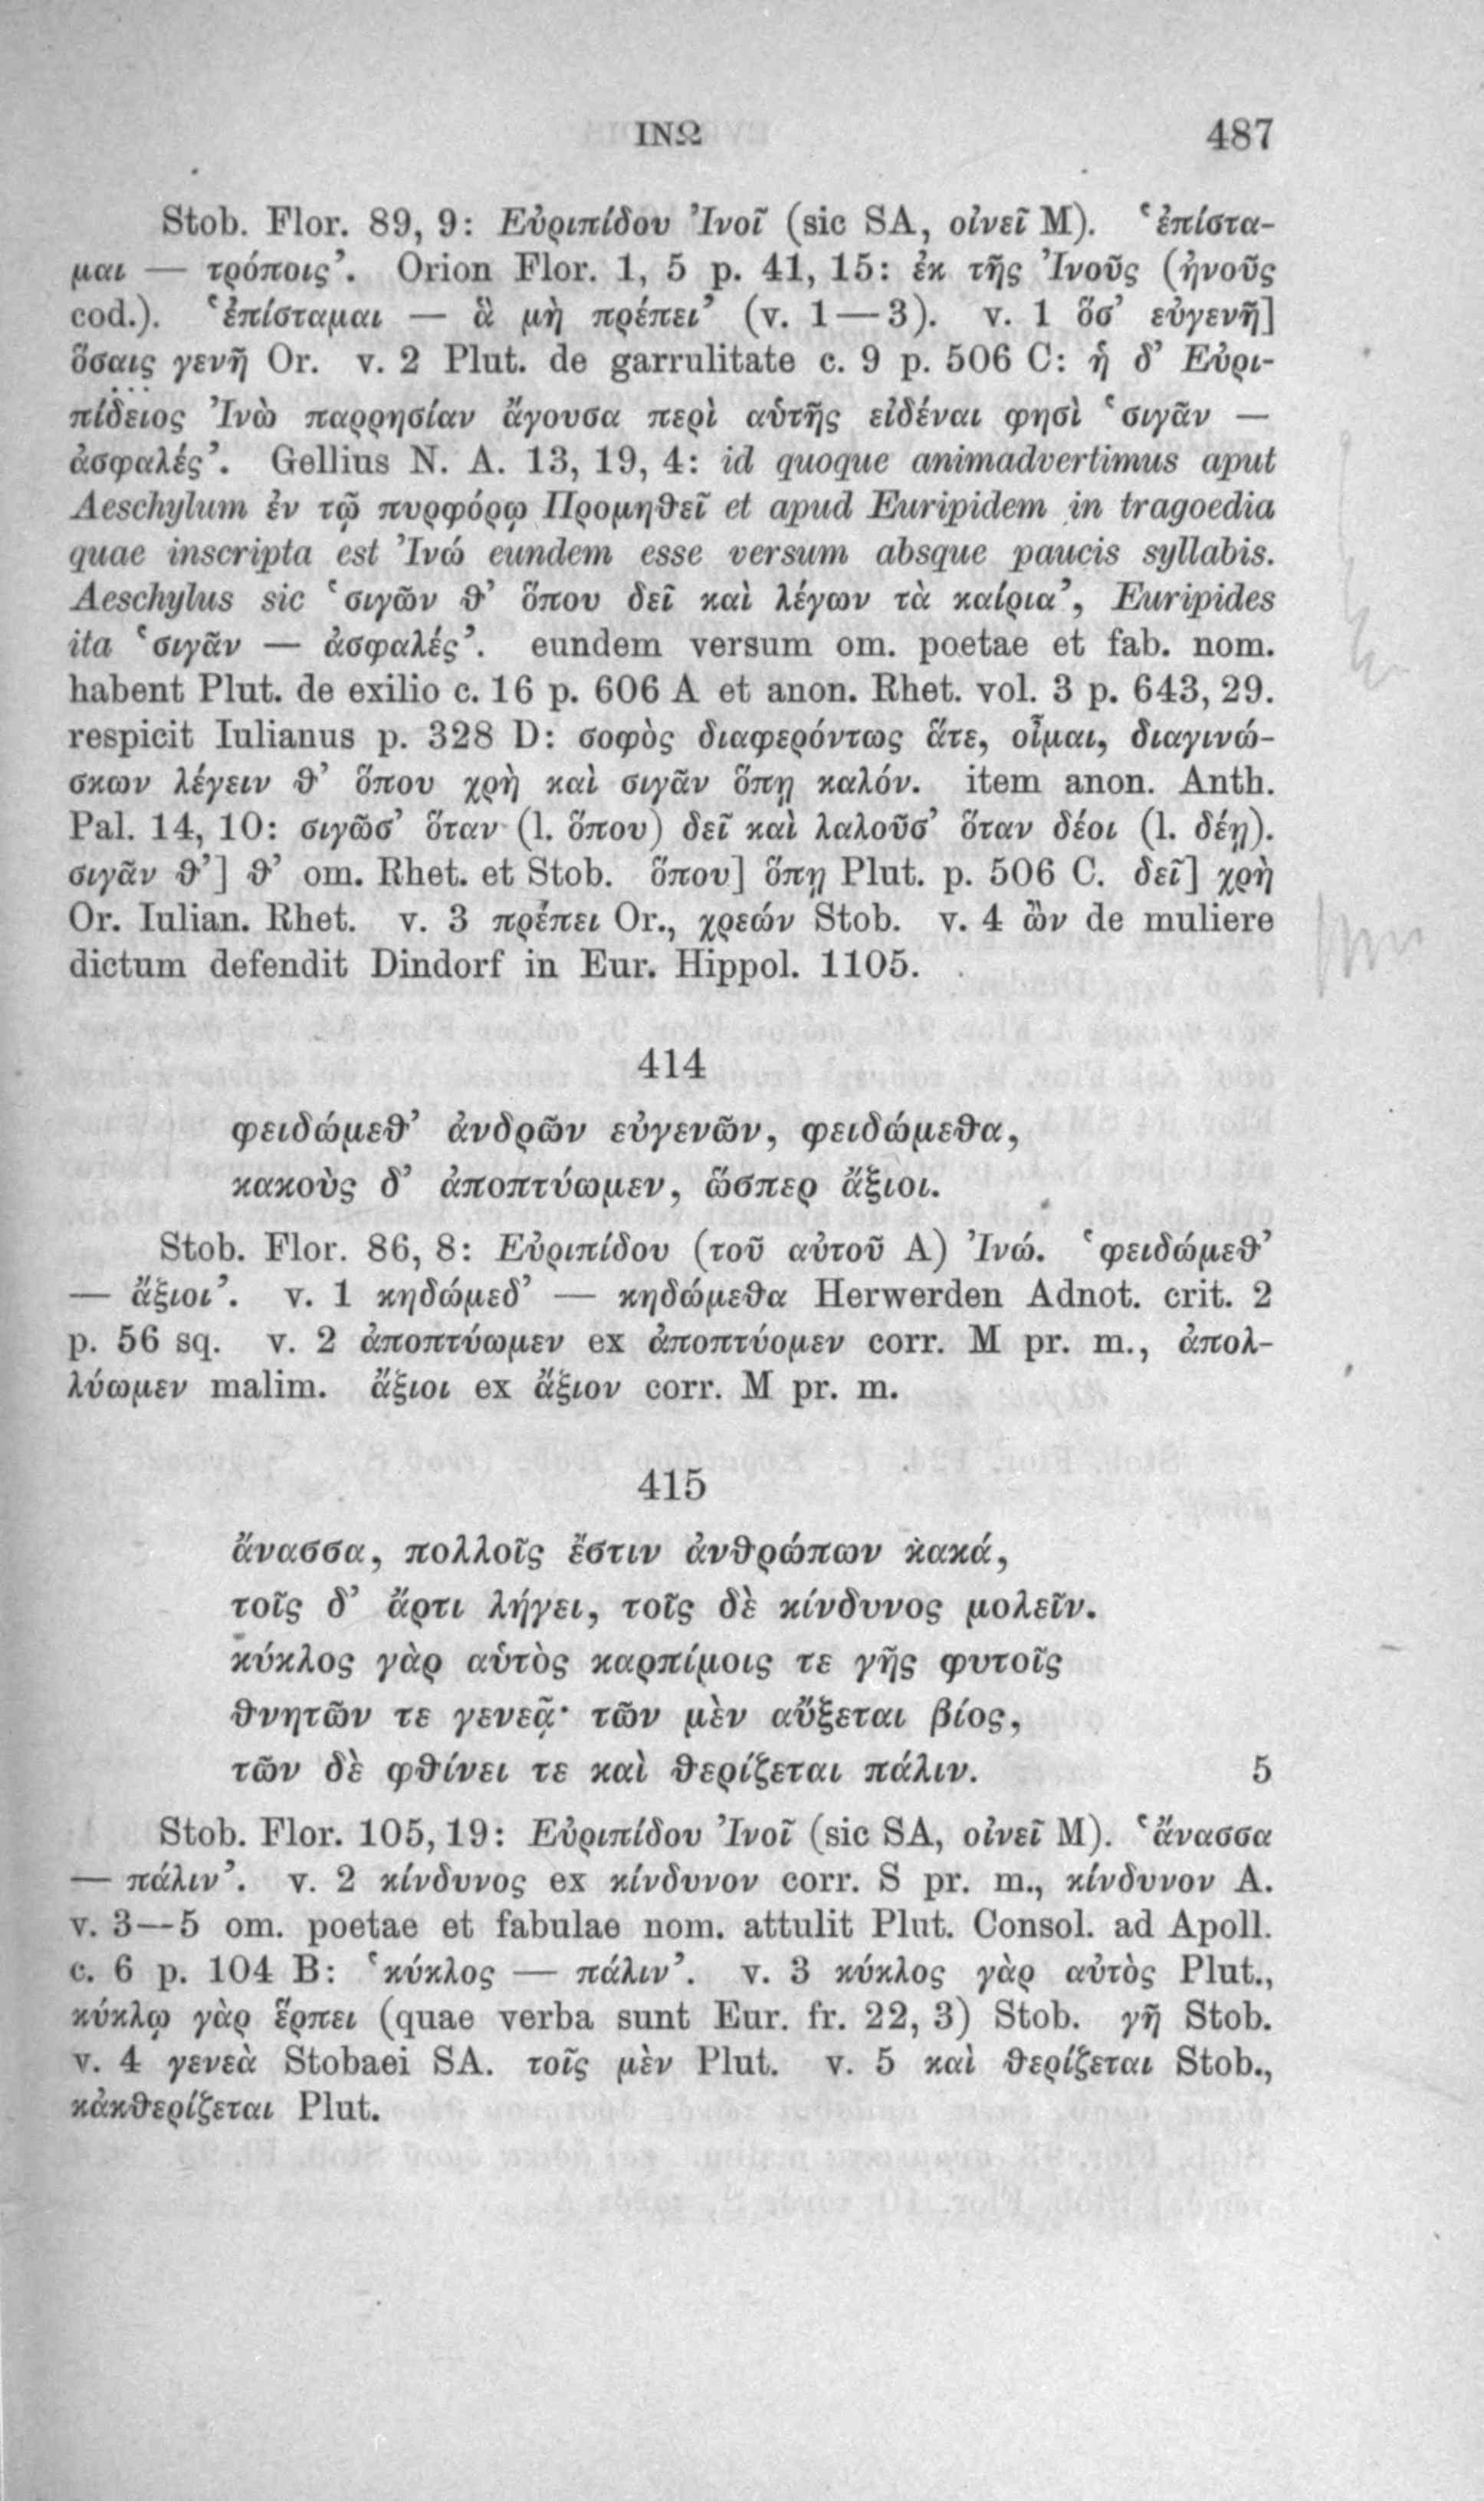 ΙΝΩ 487
Stob. Flor. 89, 9: Εὐριπίδου Ἰνοῖ (sic SA, οἰνεῖ M). ‘ἐπίστα-
μαι — τρόποις’. Orion Flor. 1, 5 p. 41, 15: ἐκ τῆς Ἰνοῦς (ἡνοῦς
cod.). ‘ἐπίσταμαι — ἃ μὴ πρέπει’ (v. 1—3). v. 1 ὅσ’ εὐγενῆ]
ὅσαις γενῆ Or. v. 2 Plut. de garrulitate c. 9 p. 506 C: ἡ δ’ Εὐρι-
πίδειος Ἰνὼ παρρησίαν ἄγουσα περὶ αὑτῆς εἰδέναι φησὶ ‘σιγᾶν —
ἀσφαλές’. Gellius N. A. 13, 19, 4: id quoque animadvertimus aput
Aeschylum ἐν τῷ πυρφόρῳ Προμηθεῖ et apud Euripidem in tragoedia
quae inscripta est Ἰνώ eundem esse versum absque paucis syllabis.
Aeschylus sic ‘σιγῶν θ’ ὅπου δεῖ καὶ λέγων τὰ καίρια’, Euripides
ita ‘σιγᾶν — ἀσφαλές’. eundem versum om. poetae et fab. nom.
habent Plut. de exilio c. 16 p. 606 A et anon. Rhet. vol. 3 p. 643, 29.
respicit Iulianus p. 328 D: σοφὸς διαφερόντως ἅτε, οἶμαι, διαγινώ-
σκων λέγειν θ’ ὅπου χρὴ καὶ σιγᾶν ὅπῃ καλόν. item anon. Anth.
Pal. 14, 10: σιγῶσ’ ὅταν (l. ὅπου) δεῖ καὶ λαλοῦσ’ ὅταν δέοι (l. δέῃ).
σιγᾶν θ’] θ’ om. Rhet. et Stob. ὅπου] ὅπῃ Plut. p. 506 C. δεῖ] χρὴ
Or. Iulian. Rhet. v. 3 πρέπει Or., χρεών Stob. v. 4 ὢν de muliere
dictum defendit Dindorf in Eur. Hippol. 1105.
414
φειδώμεθ’ ἀνδρῶν εὐγενῶν, φειδώμεθα,
κακοὺς δ’ ἀποπτύωμεν, ὥσπερ ἄξιοι.
Stob. Flor. 86, 8: Εὐριπίδου (τοῦ αὐτοῦ A) Ἰνώ. ‘φειδώμεθ’
— ἄξιοι’. v. 1 κηδώμεδ’ — κηδώμεθα Herwerden Adnot. crit. 2
p. 56 sq. v. 2 ἀποπτύωμεν ex ἀποπτύομεν corr. M pr. m., ἀπολ-
λύωμεν malim. ἄξιοι ex ἄξιον corr. M pr. m.
415
ἄνασσα, πολλοῖς ἔστιν ἀνθρώπων κακά,
τοῖς δ’ ἄρτι λήγει, τοῖς δὲ κίνδυνος μολεῖν.
κύκλος γὰρ αὑτὸς καρπίμοις τε γῆς φυτοῖς
θνητῶν τε γενεᾷ· τῶν μὲν αὔξεται βίος,
τῶν δὲ φθίνει τε καὶ θερίζεται πάλιν. 5
Stob. Flor. 105, 19: Εὐριπίδου Ἰνοῖ (sic SA, οἰνεῖ M). ‘ἄνασσα
— πάλιν’. v. 2 κίνδυνος ex κίνδυνον corr. S pr. m., κίνδυνον A.
v. 3—5 om. poetae et fabulae nom. attulit Plut. Consol. ad Apoll.
c. 6 p. 104 B: ‘κύκλος — πάλιν’. v. 3 κύκλος γὰρ αὐτὸς Plut.,
κύκλῳ γὰρ ἕρπει (quae verba sunt Eur. fr. 22, 3) Stob. γῆ Stob.
v. 4 γενεὰ Stobaei SA. τοῖς μὲν Plut. v. 5 καὶ θερίζεται Stob.,
κἀκθερίζεται Plut.